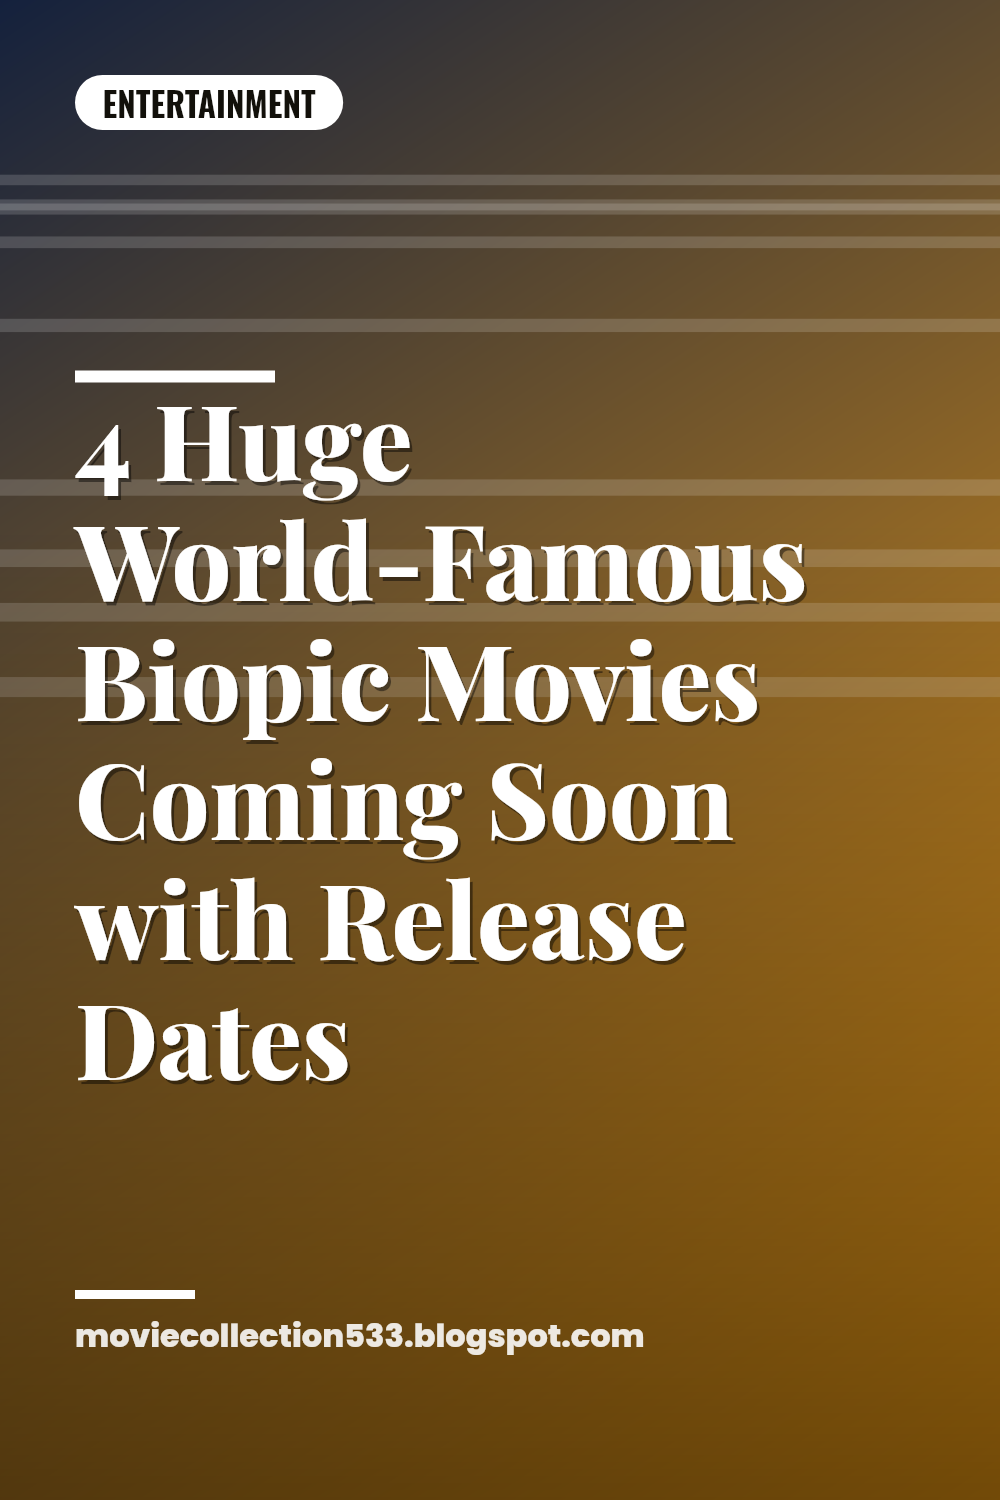 ENTERTAINMENT
4 Huge
World-Famous
Biopic Movies
Coming Soon
with Release
Dates
moviecollection533.blogspot.com